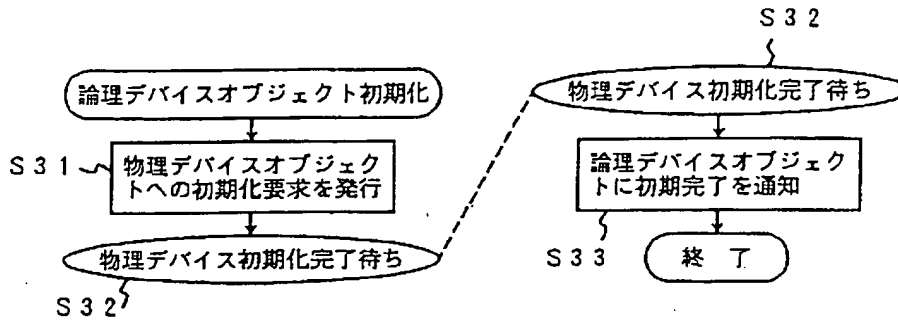 論理デバイスオブジェクト初期化
S31
物理デバイスオブジェク
トへの初期化要求を発行
物理デバイス初期化完了待ち
S32
S32
物理デバイス初期化完了待ち
論理デバイスオブジェク
トに初期完了を通知
S33
終 了